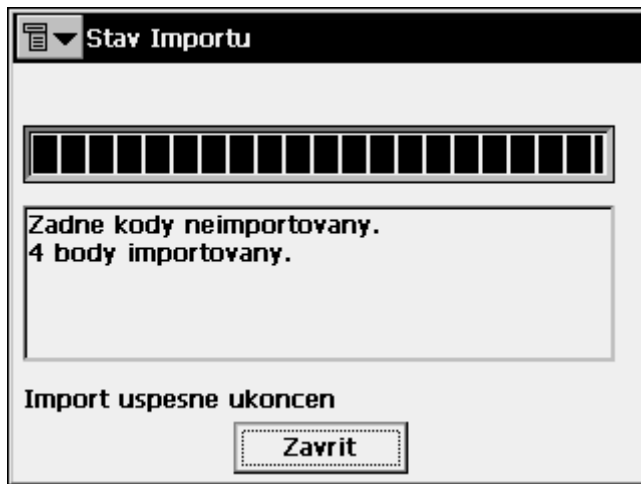 Stav Importu
Zadne kody neimportovany.
4 body importovany.
Import uspesne ukoncen
Zavrit